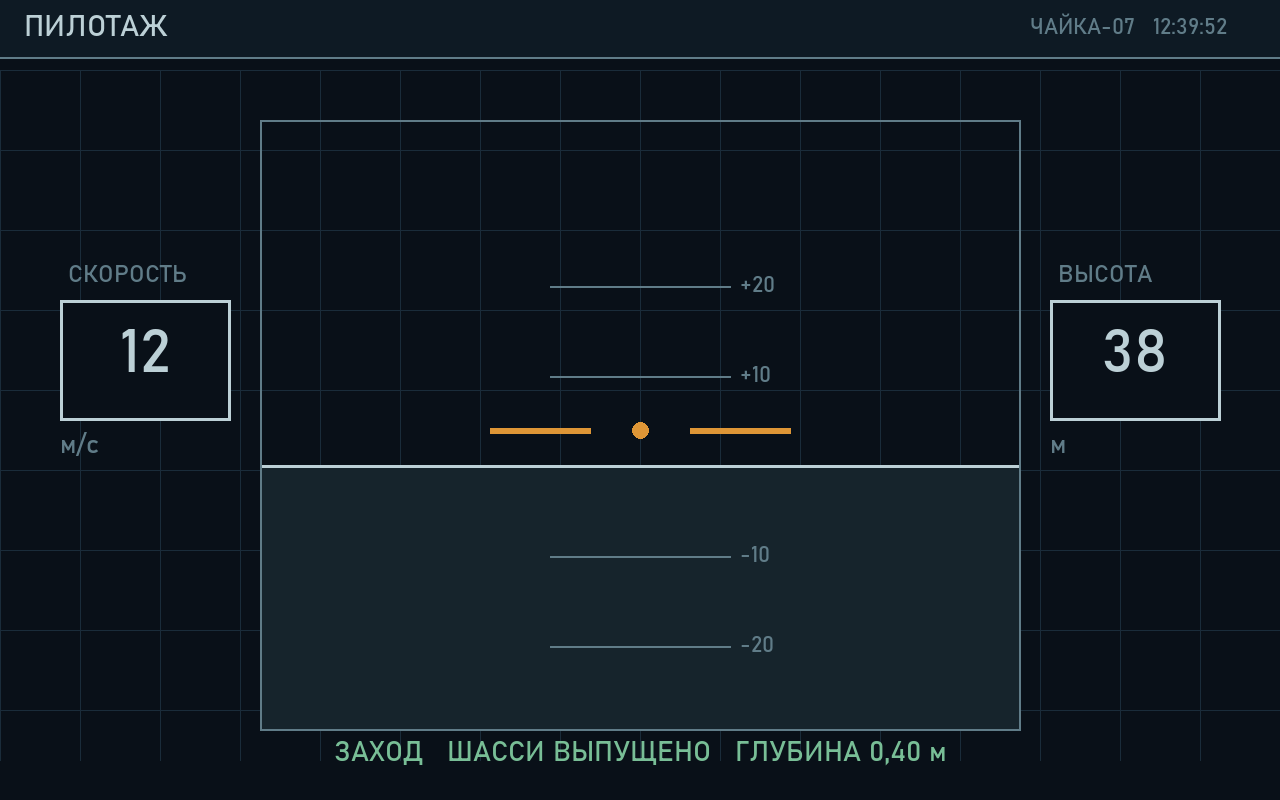 ПИЛОТАЖ
ЧАЙКА-07 12:39:52
СКОРОСТЬ
12
м/с
+20
+10
-10
-20
ВЫСОТА
38
м
ЗАХОД ШАССИ ВЫПУЩЕНО ГЛУБИНА 0,40 м